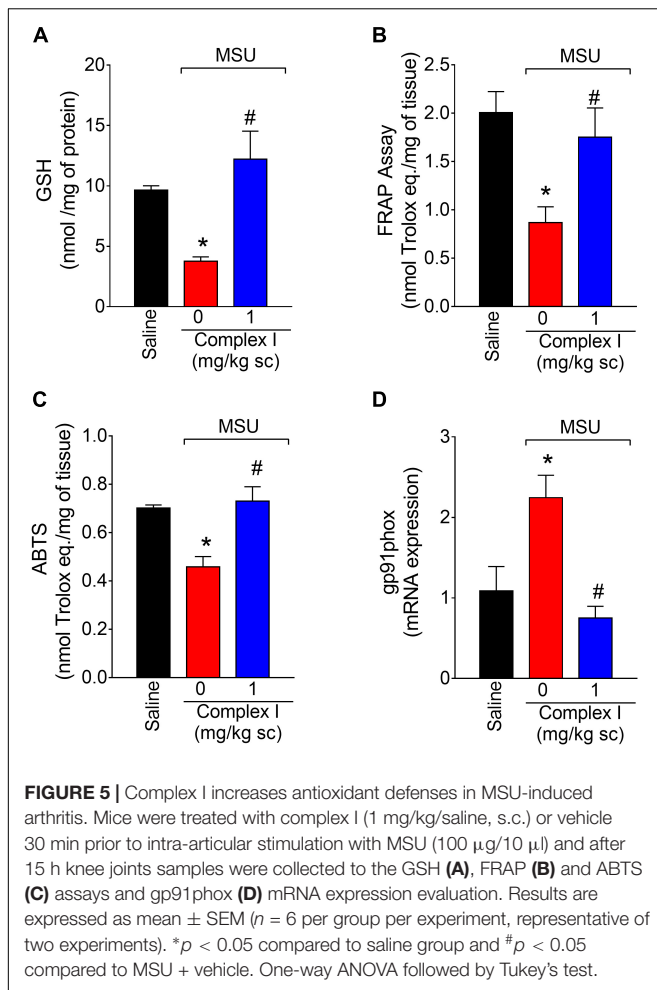 A
MSU
GSH
(nmol /mg of protein)
20
15
10
5
0
*
#
Saline
0
1
Complex I
(mg/kg sc)
B
MSU
FRAP Assay
(nmol Trolox eq./mg of tissue)
2.5
2.0
1.5
1.0
0.5
0.0
*
#
Saline
0
1
Complex I
(mg/kg sc)
C
MSU
ABTS
(nmol Trolox eq./mg of tissue)
1.0
0.8
0.6
0.4
0.2
0.0
*
#
Saline
0
1
Complex I
(mg/kg sc)
D
MSU
gp91phox
(mRNA expression)
3
2
1
0
*
#
Saline
0
1
Complex I
(mg/kg sc)
FIGURE 5 | Complex I increases antioxidant defenses in MSU-induced
arthritis. Mice were treated with complex I (1 mg/kg/saline, s.c.) or vehicle
30 min prior to intra-articular stimulation with MSU (100 μg/10 μl) and after
15 h knee joints samples were collected to the GSH (A), FRAP (B) and ABTS
(C) assays and gp91phox (D) mRNA expression evaluation. Results are
expressed as mean ± SEM (n = 6 per group per experiment, representative of
two experiments). *p < 0.05 compared to saline group and #p < 0.05
compared to MSU + vehicle. One-way ANOVA followed by Tukey's test.